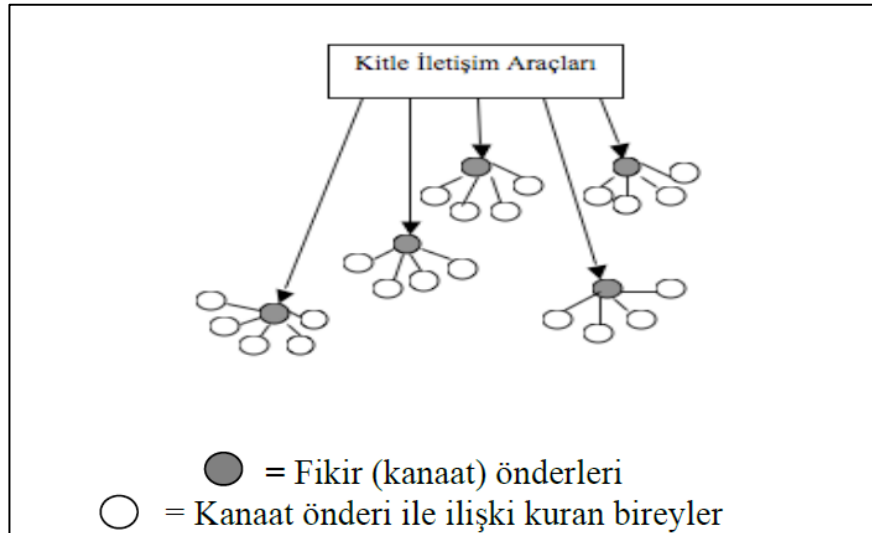 Kitle İletişim Araçları
= Fikir (kanaat) önderleri
= Kanaat önderi ile ilişki kuran bireyler